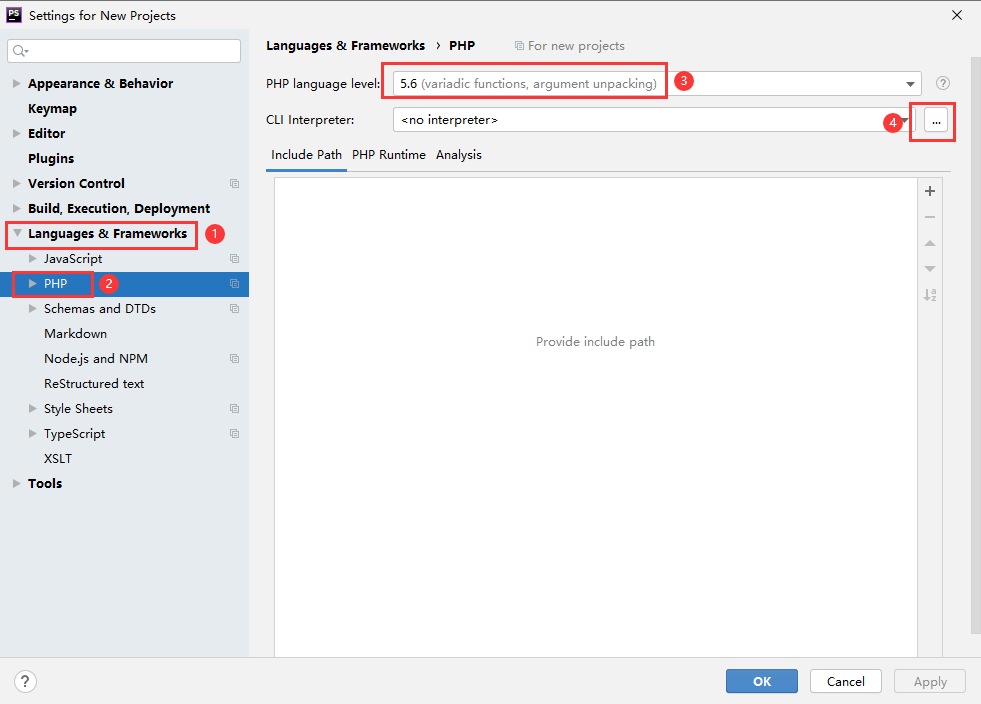 PS Settings for New Projects
Languages & Frameworks › PHP For new projects
Appearance & Behavior
Keymap
Editor
Plugins
Version Control
Build, Execution, Deployment
Languages & Frameworks 1
JavaScript
PHP 2
Schemas and DTDs
Markdown
Node.js and NPM
ReStructured text
Style Sheets
TypeScript
XSLT
Tools
PHP language level: 5.6 (variadic functions, argument unpacking) 3 ?
CLI Interpreter: <no interpreter> 4 ...
Include Path PHP Runtime Analysis
Provide include path
? OK Cancel Apply